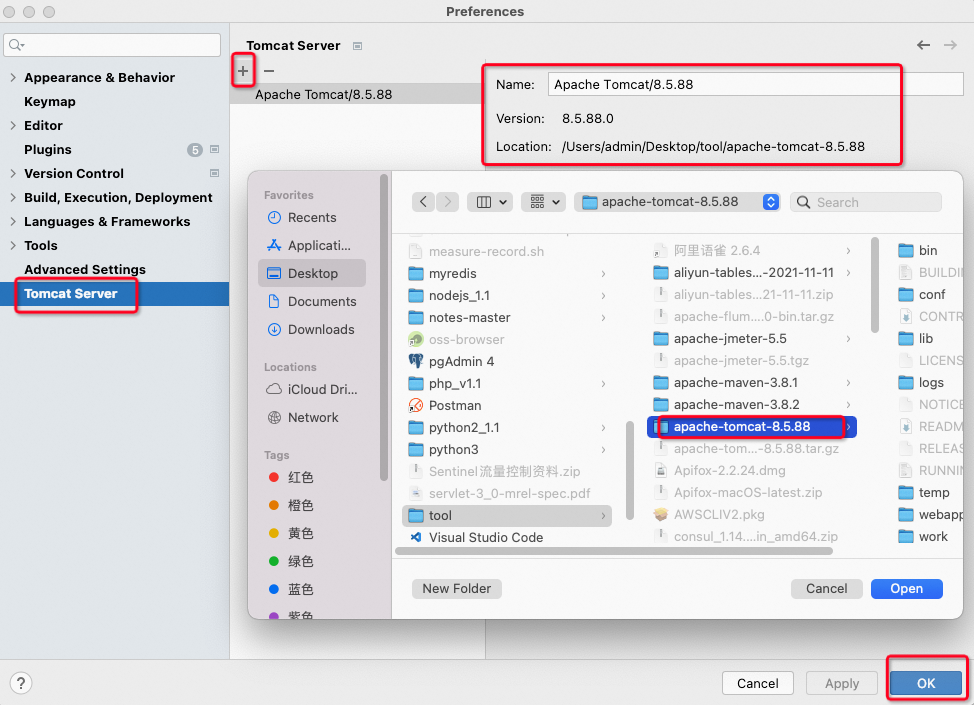 Preferences
Tomcat Server
Appearance & Behavior
Keymap
Editor
Plugins 5
Version Control
Build, Execution, Deployment
Languages & Frameworks
Tools
Advanced Settings
Tomcat Server
+ −
Apache Tomcat/8.5.88
Name: Apache Tomcat/8.5.88
Version: 8.5.88.0
Location: /Users/admin/Desktop/tool/apache-tomcat-8.5.88
Favorites
Recents
Applicati...
Desktop
Documents
Downloads
Locations
iCloud Dri...
Network
Tags
红色
橙色
黄色
绿色
蓝色
紫色
apache-tomcat-8.5.88
Search
measure-record.sh
myredis
nodejs_1.1
notes-master
oss-browser
pgAdmin 4
php_v1.1
Postman
python2_1.1
python3
Sentinel流量控制资料.zip
servlet-3_0-mrel-spec.pdf
tool
Visual Studio Code
阿里语雀 2.6.4
aliyun-tables...-2021-11-11
aliyun-tables...21-11-11.zip
apache-flum....0-bin.tar.gz
apache-jmeter-5.5
apache-jmeter-5.5.tgz
apache-maven-3.8.1
apache-maven-3.8.2
apache-tomcat-8.5.88
apache-tom...-8.5.88.tar.gz
Apifox-2.2.24.dmg
Apifox-macOS-latest.zip
AWSCLIV2.pkg
consul_1.14....in_amd64.zip
bin
BUILDI
conf
CONTR
lib
LICENS
logs
NOTICE
READM
RELEAS
RUNNI
temp
webapp
work
New Folder
Cancel
Open
?
Cancel
Apply
OK